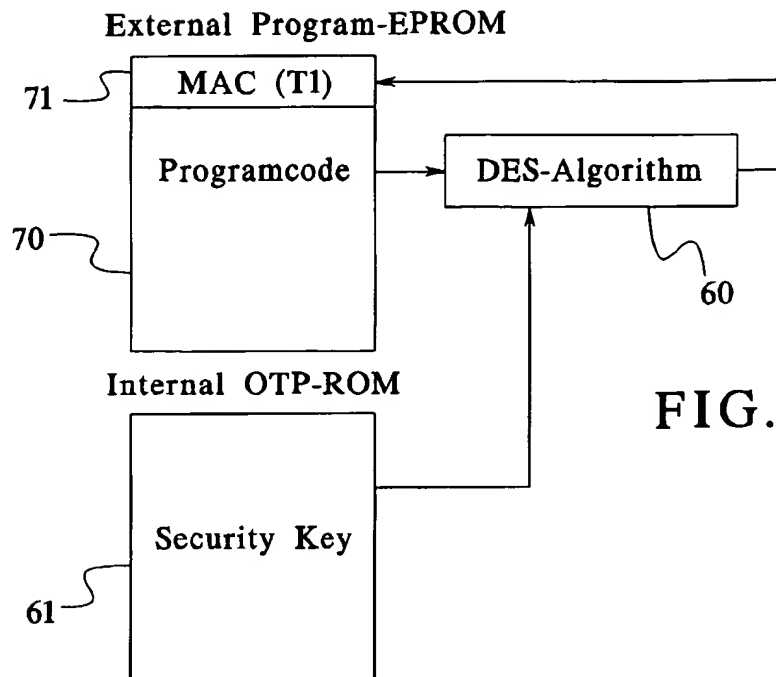 External Program-EPROM
71
MAC (T1)
Programcode
DES-Algorithm
70
60
Internal OTP-ROM
FIG.
Security Key
61